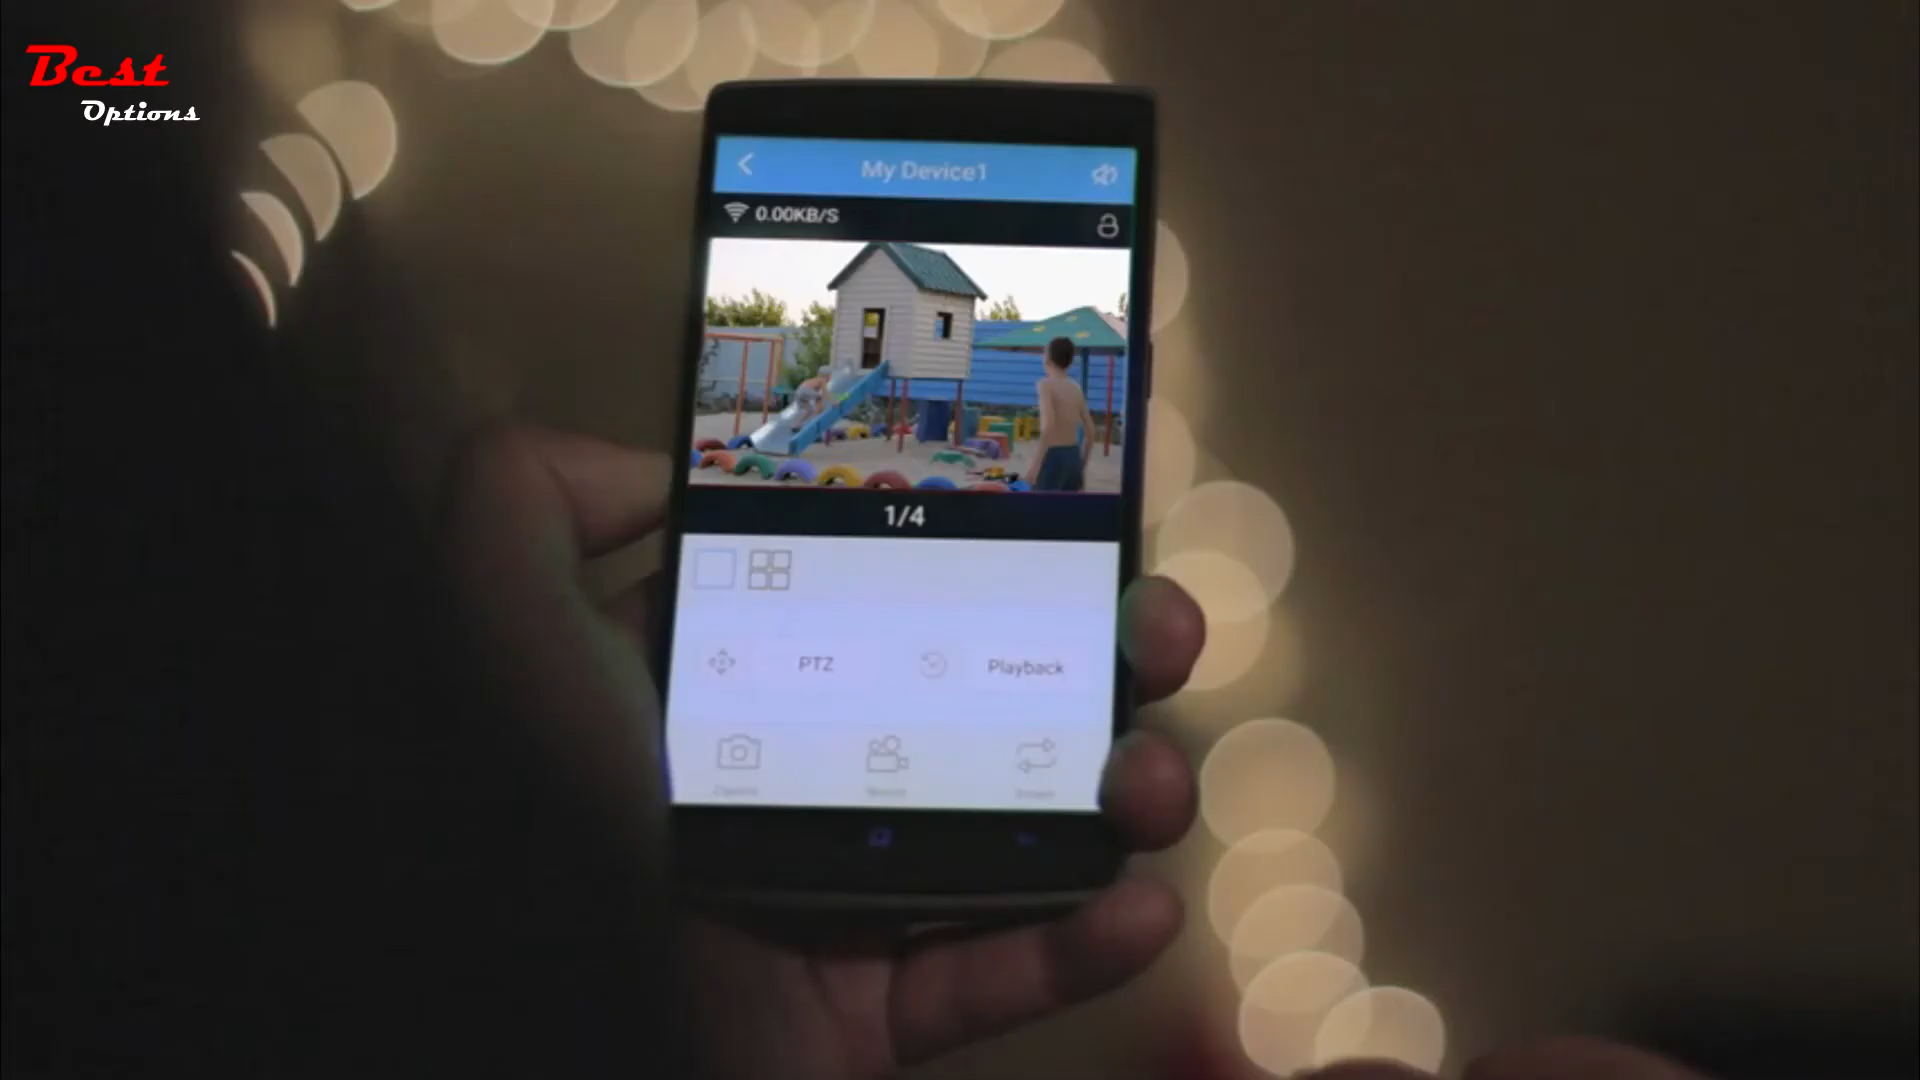 Best
Options
My Device1
0.00KB/S
1/4
PTZ
Playback